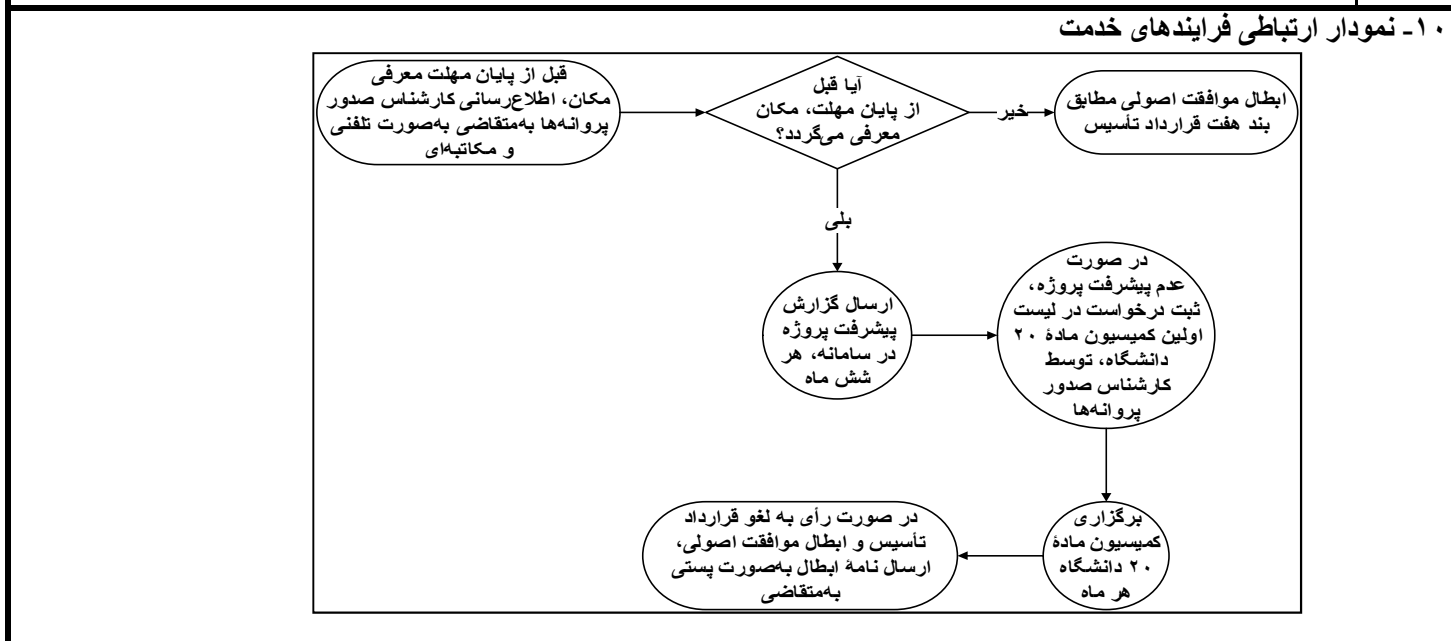 ۱۰- نمودار ارتباطی فرایندهای خدمت
قبل از پایان مهلت معرفی
مکان، اطلاع‌رسانی کارشناس صدور
پروانه‌ها به‌متقاضی به‌صورت تلفنی
و مکاتبه‌ای
آیا قبل
از پایان مهلت، مکان
معرفی می‌گردد؟
خیر
ابطال موافقت اصولی مطابق
بند هفت قرارداد تأسیس
بلی
ارسال گزارش
پیشرفت پروژه
در سامانه، هر
شش ماه
در صورت
عدم پیشرفت پروژه،
ثبت درخواست در لیست
اولین کمیسیون مادهٔ ۲۰
دانشگاه، توسط
کارشناس صدور
پروانه‌ها
برگزاری
کمیسیون مادهٔ
۲۰ دانشگاه
هر ماه
در صورت رأی به لغو قرارداد
تأسیس و ابطال موافقت اصولی،
ارسال نامهٔ ابطال به‌صورت پستی
به‌متقاضی